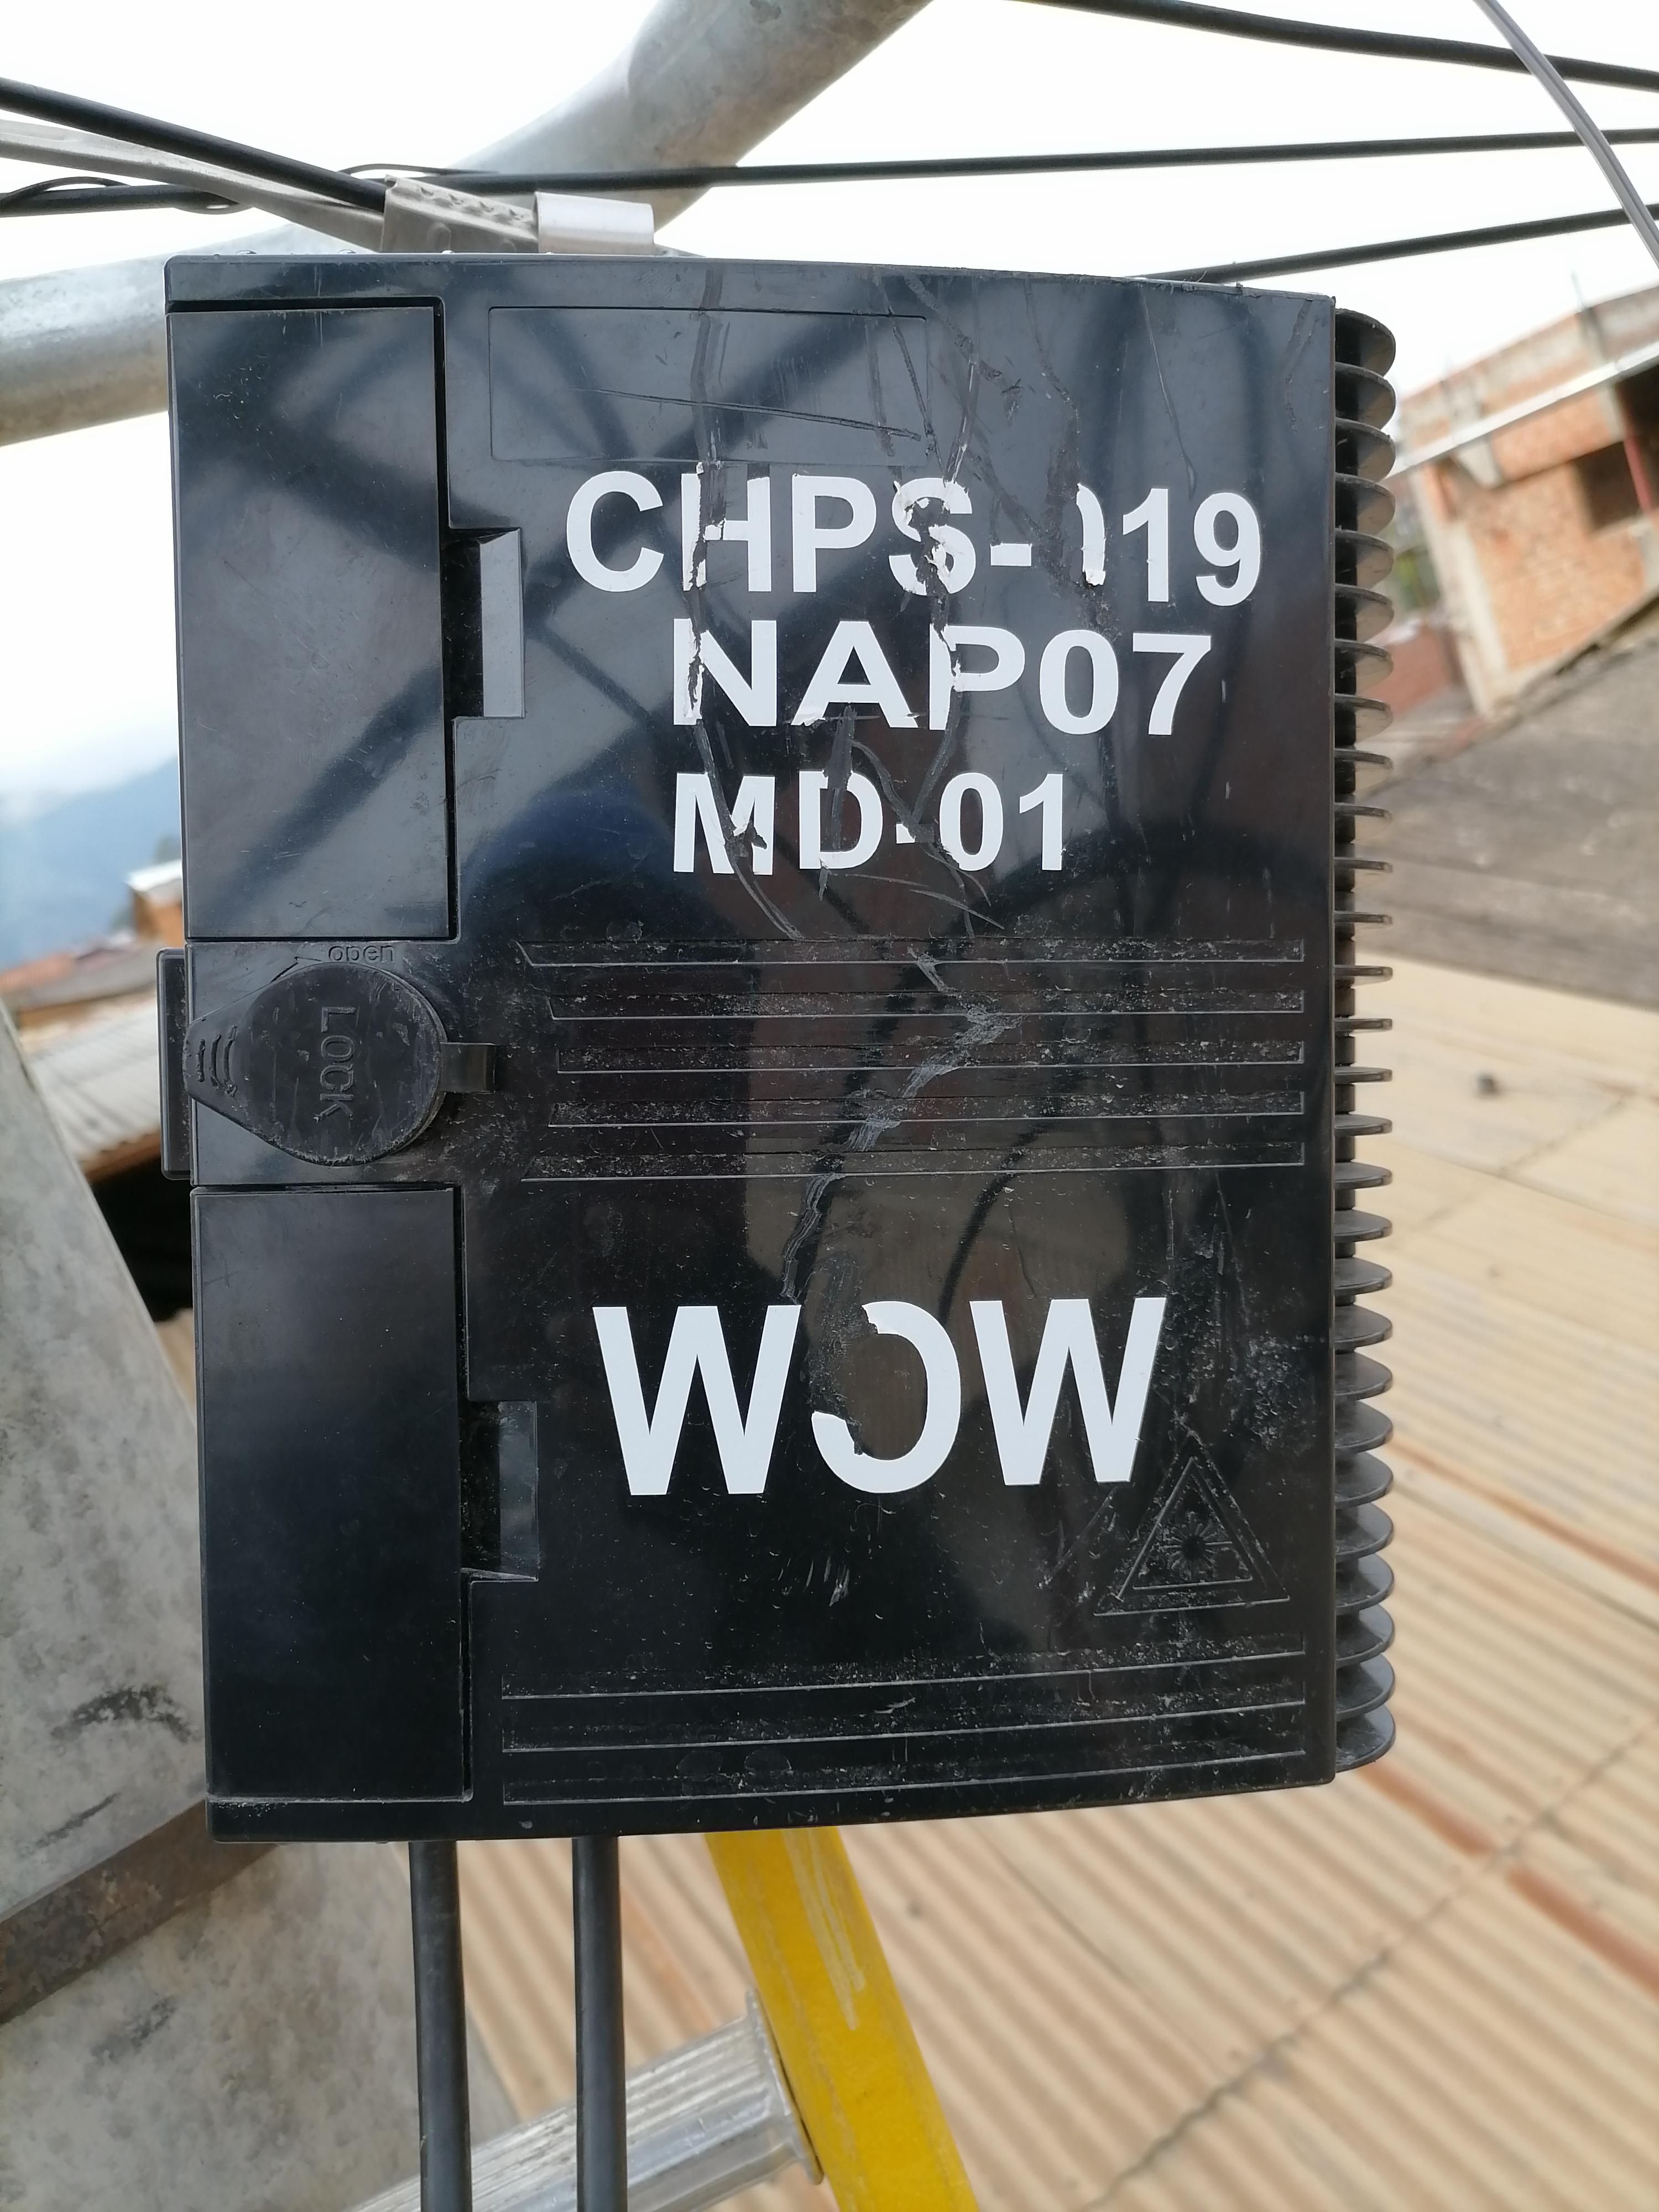 CHPS-019
NAP07
MD-01
open
LOCK
WOW